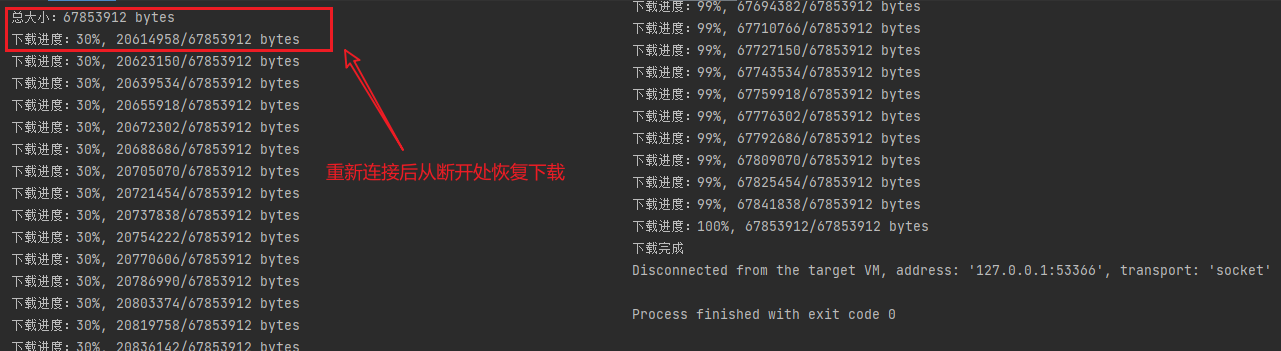 总大小：67853912 bytes
下载进度：30%, 20614958/67853912 bytes
下载进度：30%, 20623150/67853912 bytes
下载进度：30%, 20639534/67853912 bytes
下载进度：30%, 20655918/67853912 bytes
下载进度：30%, 20672302/67853912 bytes
下载进度：30%, 20688686/67853912 bytes
下载进度：30%, 20705070/67853912 bytes
下载进度：30%, 20721454/67853912 bytes
下载进度：30%, 20737838/67853912 bytes
下载进度：30%, 20754222/67853912 bytes
下载进度：30%, 20770606/67853912 bytes
下载进度：30%, 20786990/67853912 bytes
下载进度：30%, 20803374/67853912 bytes
下载进度：30%, 20819758/67853912 bytes
下载进度：30%, 20836142/67853912 bytes
重新连接后从断开处恢复下载
下载进度：99%, 67694382/67853912 bytes
下载进度：99%, 67710766/67853912 bytes
下载进度：99%, 67727150/67853912 bytes
下载进度：99%, 67743534/67853912 bytes
下载进度：99%, 67759918/67853912 bytes
下载进度：99%, 67776302/67853912 bytes
下载进度：99%, 67792686/67853912 bytes
下载进度：99%, 67809070/67853912 bytes
下载进度：99%, 67825454/67853912 bytes
下载进度：99%, 67841838/67853912 bytes
下载进度：100%, 67853912/67853912 bytes
下载完成
Disconnected from the target VM, address: '127.0.0.1:53366', transport: 'socket'
Process finished with exit code 0